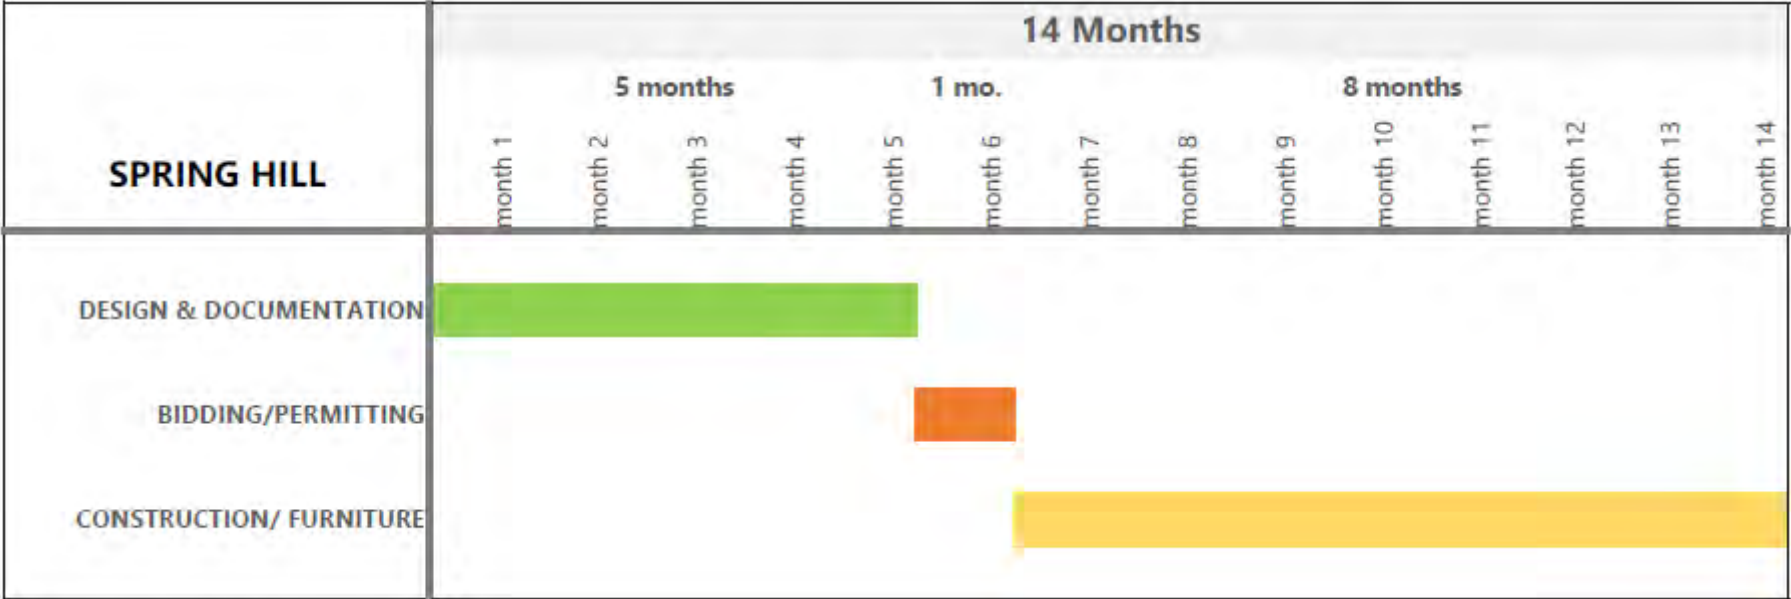 14 Months
5 months 1 mo. 8 months
SPRING HILL
month 1 month 2 month 3 month 4 month 5 month 6 month 7 month 8 month 9 month 10 month 11 month 12 month 13 month 14
DESIGN & DOCUMENTATION
BIDDING/PERMITTING
CONSTRUCTION/ FURNITURE